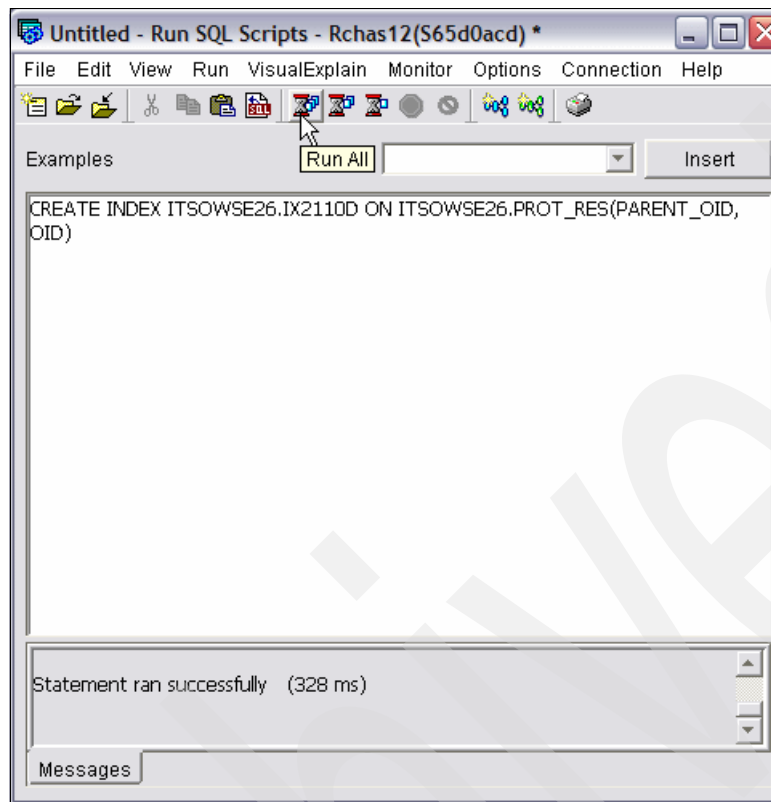 Untitled - Run SQL Scripts - Rchas12(S65d0acd) *
File Edit View Run VisualExplain Monitor Options Connection Help
Examples Run All Insert
CREATE INDEX ITSOWSE26.IX2110D ON ITSOWSE26.PROT_RES(PARENT_OID,
OID)
Statement ran successfully (328 ms)
Messages